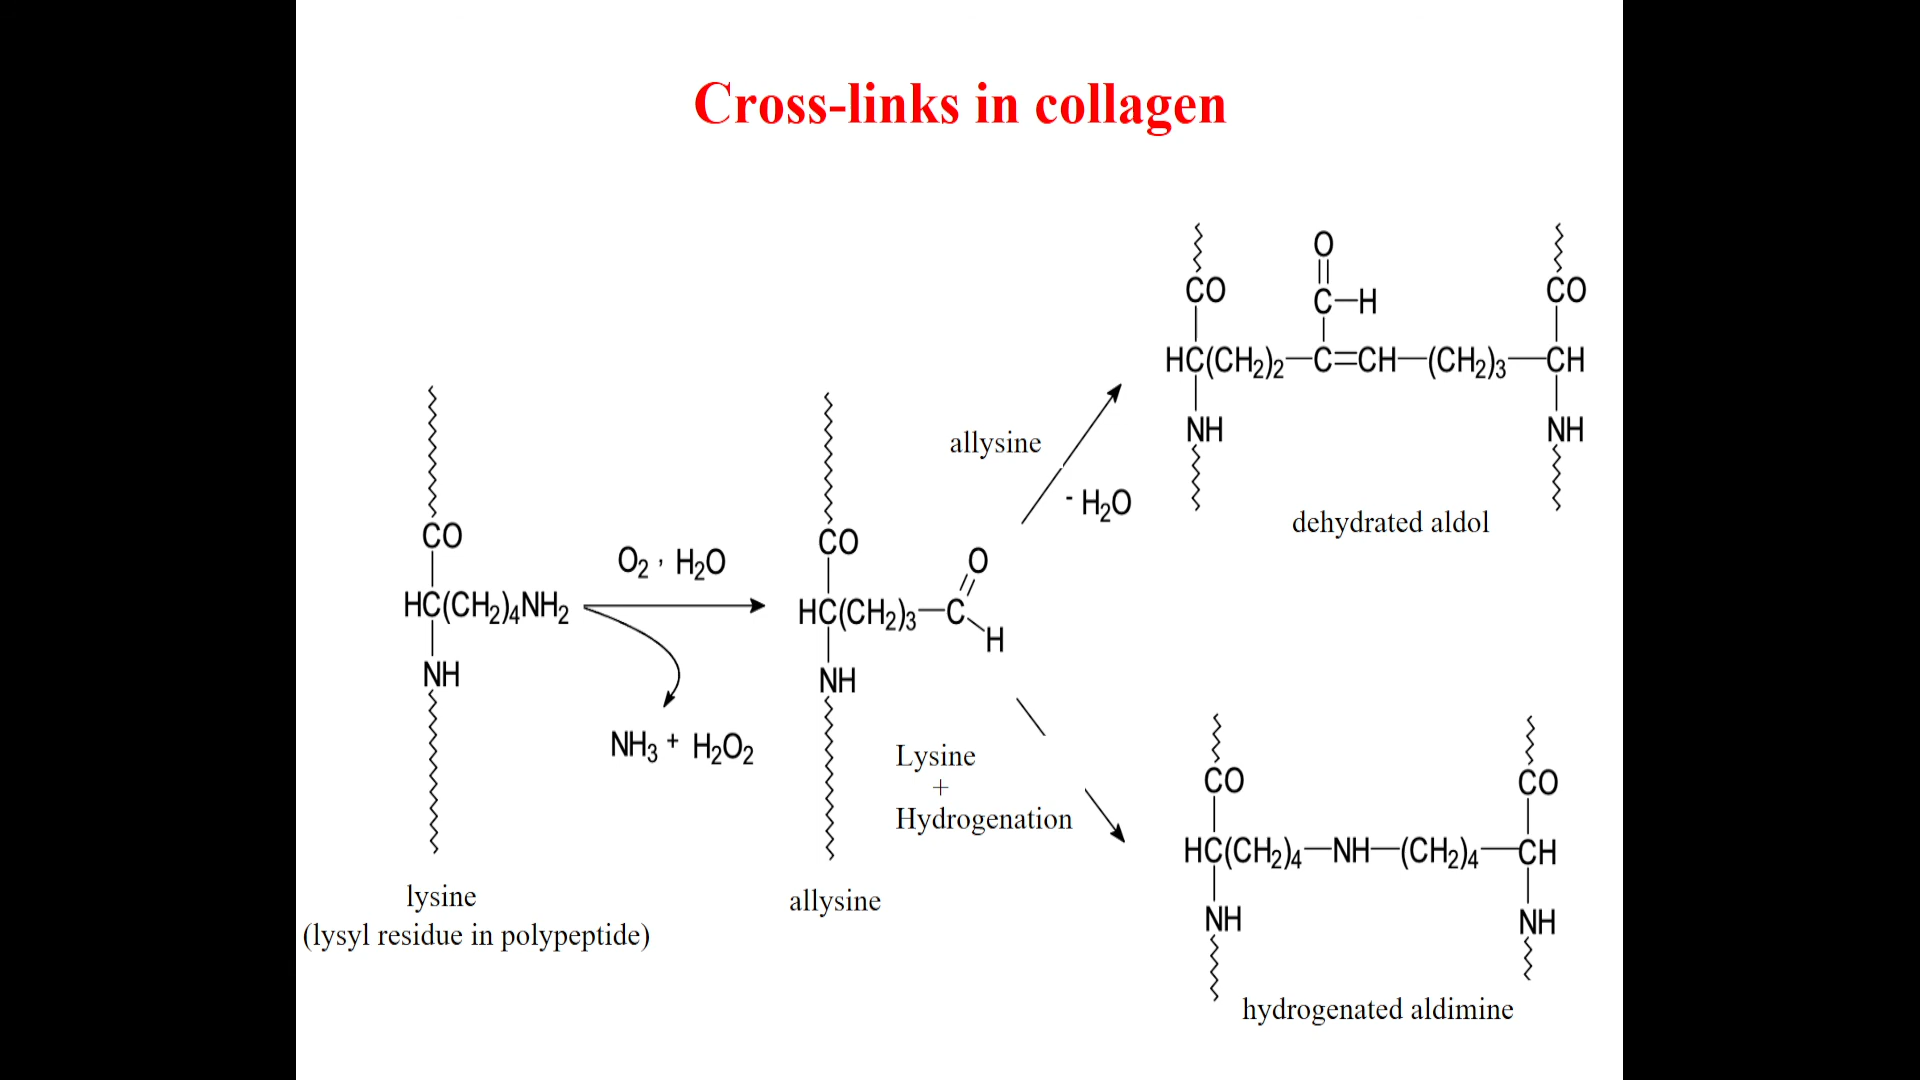 Cross-links in collagen
O
CO
CO
C–H
HC(CH₂)₂–C=CH–(CH₂)₃–CH
NH
NH
allysine
- H₂O
dehydrated aldol
CO
HC(CH₂)₄NH₂
NH
O₂ , H₂O
NH₃ + H₂O₂
CO
O
HC(CH₂)₃–C
H
NH
Lysine
+
Hydrogenation
CO
CO
HC(CH₂)₄–NH–(CH₂)₄–CH
NH
NH
lysine
(lysyl residue in polypeptide)
allysine
hydrogenated aldimine